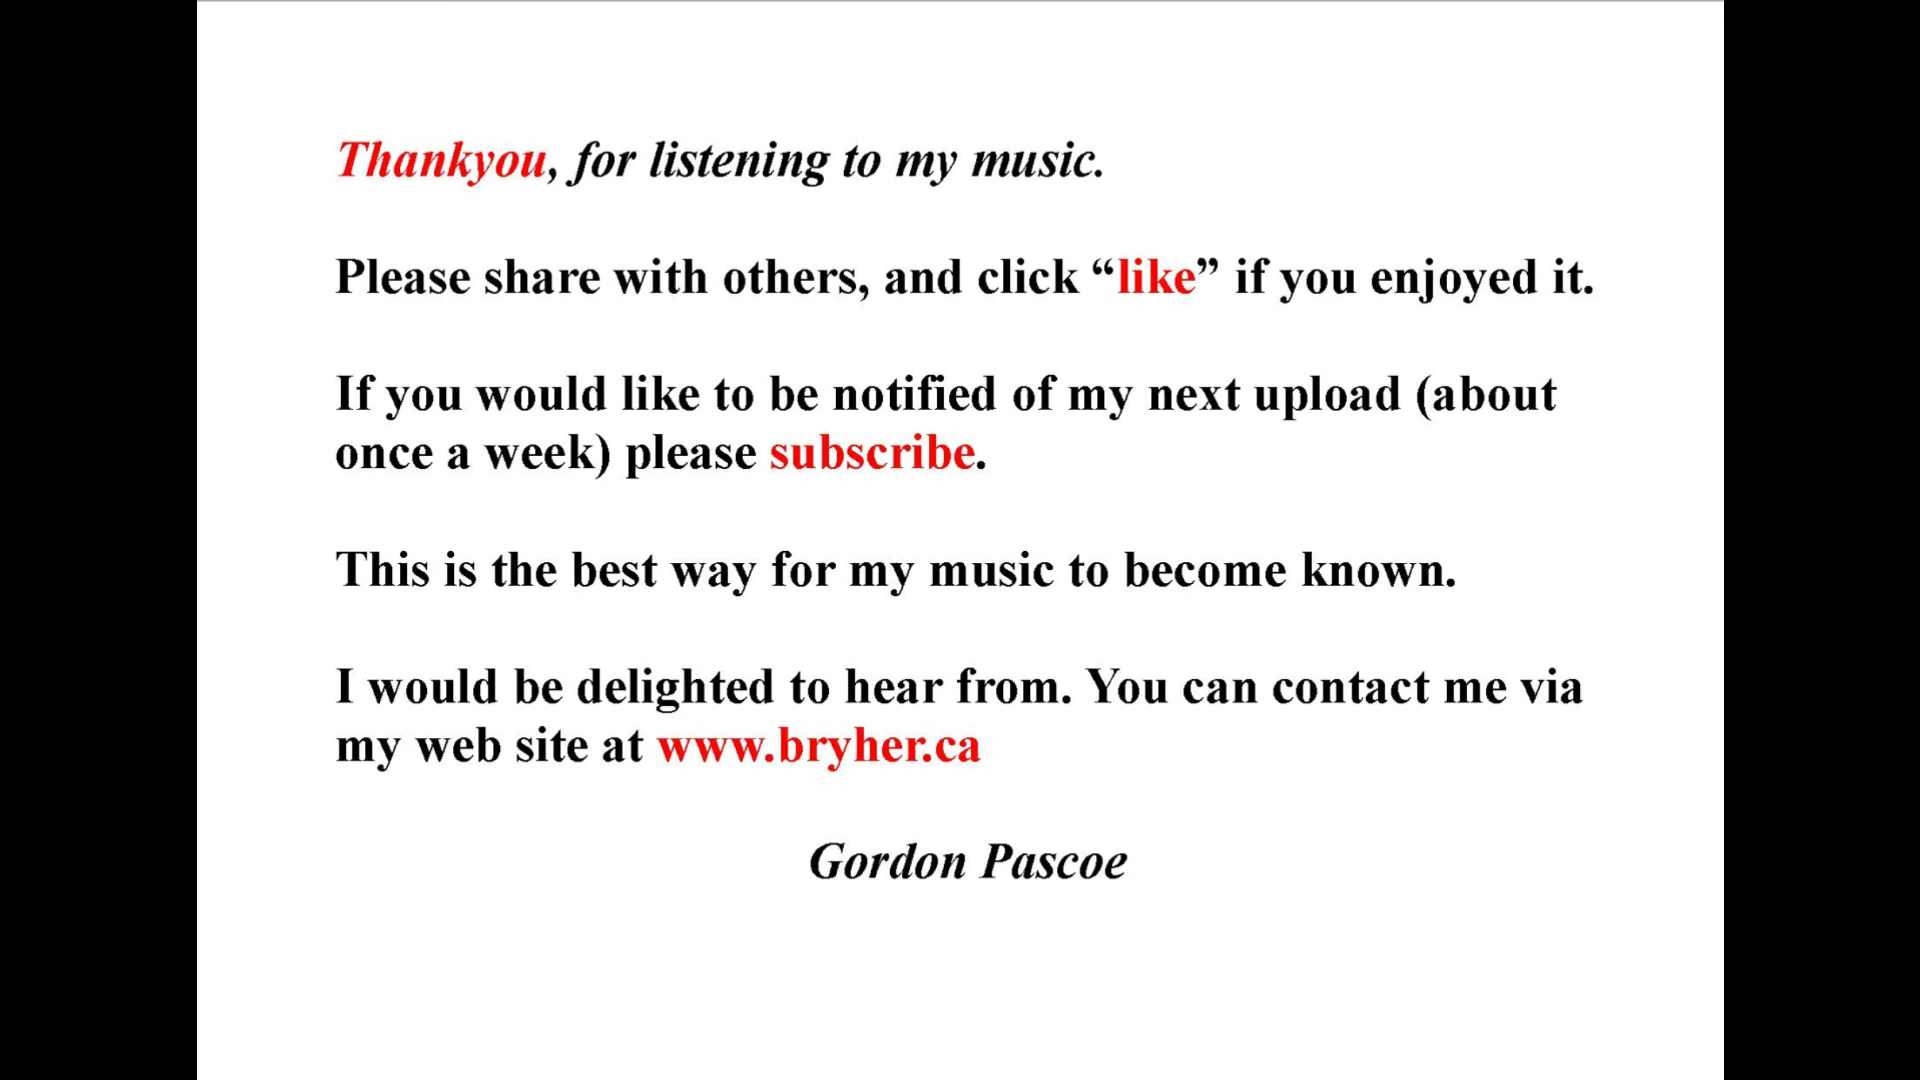 Thankyou, for listening to my music.
Please share with others, and click “like” if you enjoyed it.
If you would like to be notified of my next upload (about
once a week) please subscribe.
This is the best way for my music to become known.
I would be delighted to hear from. You can contact me via
my web site at www.bryher.ca
Gordon Pascoe